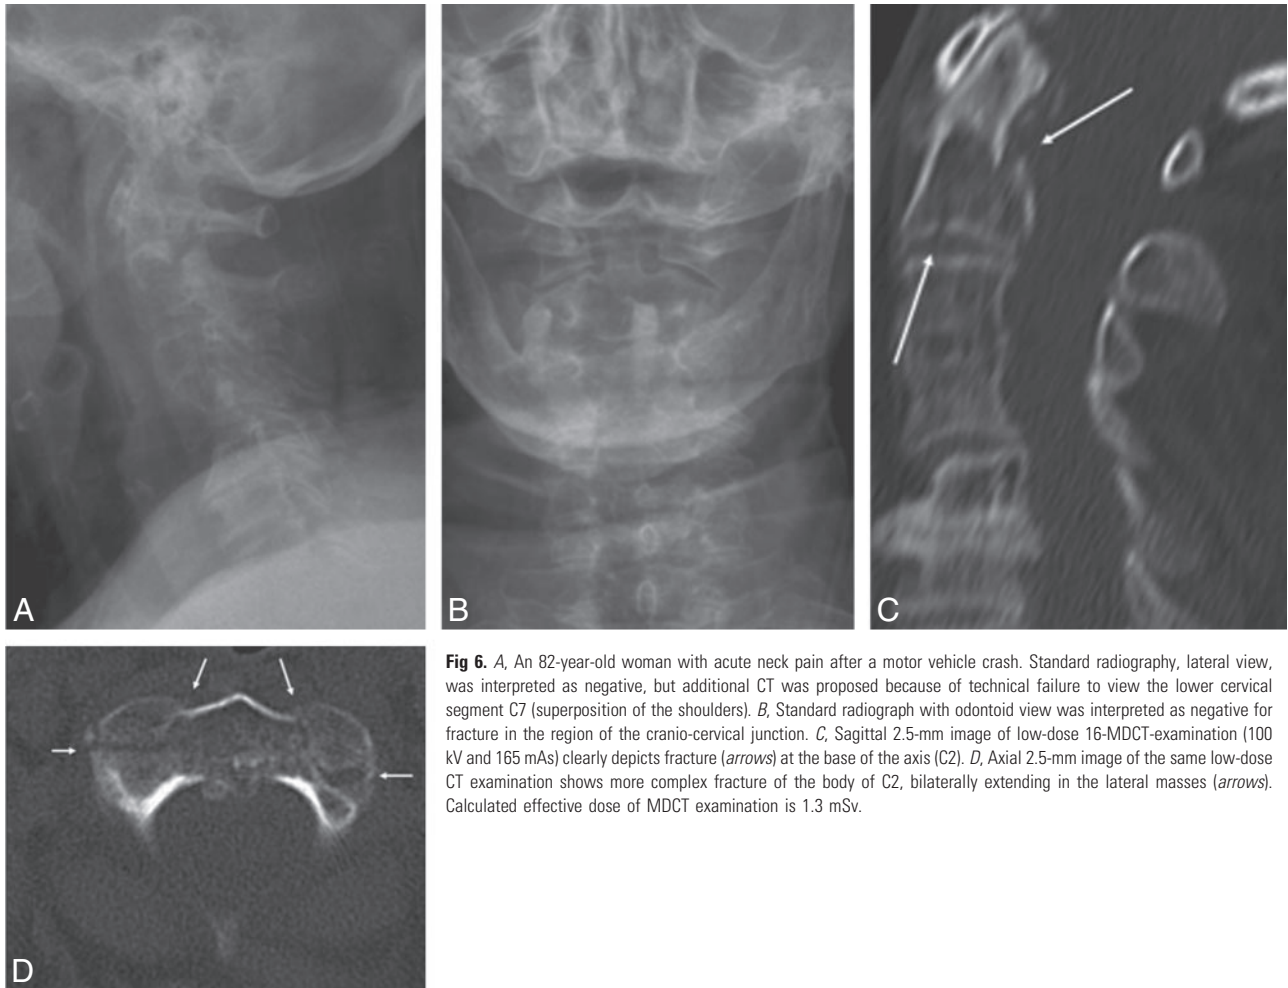 A
B
C
D
Fig 6. A, An 82-year-old woman with acute neck pain after a motor vehicle crash. Standard radiography, lateral view,
was interpreted as negative, but additional CT was proposed because of technical failure to view the lower cervical
segment C7 (superposition of the shoulders). B, Standard radiograph with odontoid view was interpreted as negative for
fracture in the region of the cranio-cervical junction. C, Sagittal 2.5-mm image of low-dose 16-MDCT-examination (100
kV and 165 mAs) clearly depicts fracture (arrows) at the base of the axis (C2). D, Axial 2.5-mm image of the same low-dose
CT examination shows more complex fracture of the body of C2, bilaterally extending in the lateral masses (arrows).
Calculated effective dose of MDCT examination is 1.3 mSv.